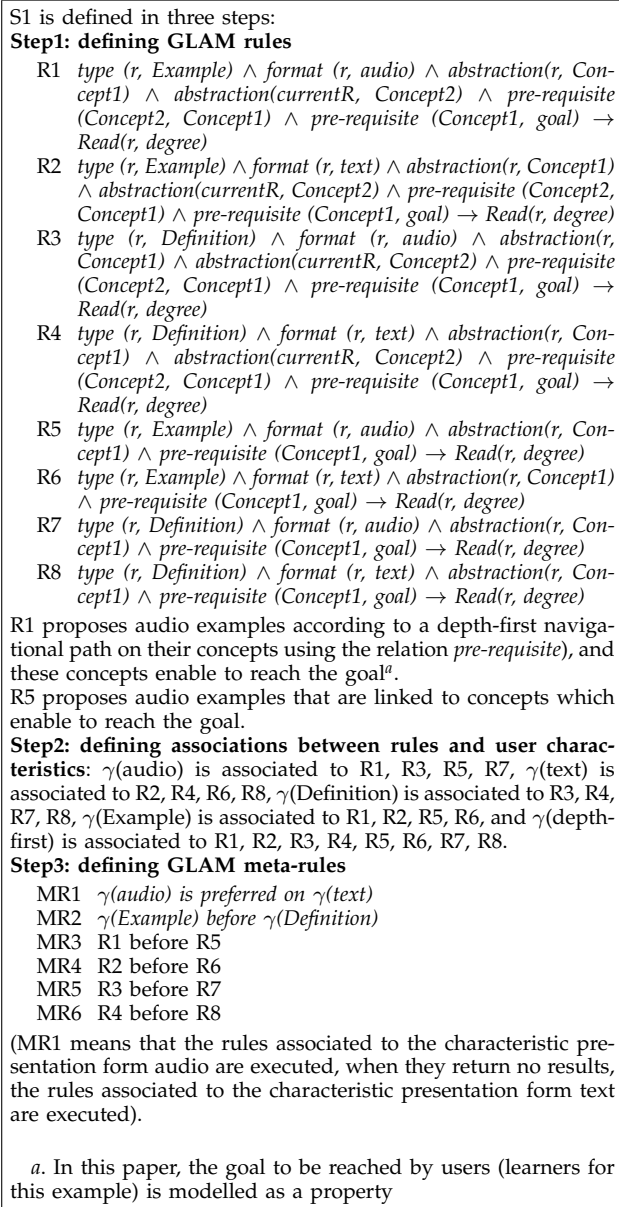 S1 is defined in three steps:
Step1: defining GLAM rules
R1 type (r, Example) ∧ format (r, audio) ∧ abstraction(r, Con-
cept1) ∧ abstraction(currentR, Concept2) ∧ pre-requisite
(Concept2, Concept1) ∧ pre-requisite (Concept1, goal) →
Read(r, degree)
R2 type (r, Example) ∧ format (r, text) ∧ abstraction(r, Concept1)
∧ abstraction(currentR, Concept2) ∧ pre-requisite (Concept2,
Concept1) ∧ pre-requisite (Concept1, goal) → Read(r, degree)
R3 type (r, Definition) ∧ format (r, audio) ∧ abstraction(r,
Concept1) ∧ abstraction(currentR, Concept2) ∧ pre-requisite
(Concept2, Concept1) ∧ pre-requisite (Concept1, goal) →
Read(r, degree)
R4 type (r, Definition) ∧ format (r, text) ∧ abstraction(r, Con-
cept1) ∧ abstraction(currentR, Concept2) ∧ pre-requisite
(Concept2, Concept1) ∧ pre-requisite (Concept1, goal) →
Read(r, degree)
R5 type (r, Example) ∧ format (r, audio) ∧ abstraction(r, Con-
cept1) ∧ pre-requisite (Concept1, goal) → Read(r, degree)
R6 type (r, Example) ∧ format (r, text) ∧ abstraction(r, Concept1)
∧ pre-requisite (Concept1, goal) → Read(r, degree)
R7 type (r, Definition) ∧ format (r, audio) ∧ abstraction(r, Con-
cept1) ∧ pre-requisite (Concept1, goal) → Read(r, degree)
R8 type (r, Definition) ∧ format (r, text) ∧ abstraction(r, Con-
cept1) ∧ pre-requisite (Concept1, goal) → Read(r, degree)
R1 proposes audio examples according to a depth-first naviga-
tional path on their concepts using the relation pre-requisite), and
these concepts enable to reach the goal^a.
R5 proposes audio examples that are linked to concepts which
enable to reach the goal.
Step2: defining associations between rules and user charac-
teristics: γ(audio) is associated to R1, R3, R5, R7, γ(text) is
associated to R2, R4, R6, R8, γ(Definition) is associated to R3, R4,
R7, R8, γ(Example) is associated to R1, R2, R5, R6, and γ(depth-
first) is associated to R1, R2, R3, R4, R5, R6, R7, R8.
Step3: defining GLAM meta-rules
MR1 γ(audio) is preferred on γ(text)
MR2 γ(Example) before γ(Definition)
MR3 R1 before R5
MR4 R2 before R6
MR5 R3 before R7
MR6 R4 before R8
(MR1 means that the rules associated to the characteristic pre-
sentation form audio are executed, when they return no results,
the rules associated to the characteristic presentation form text
are executed).
a. In this paper, the goal to be reached by users (learners for
this example) is modelled as a property